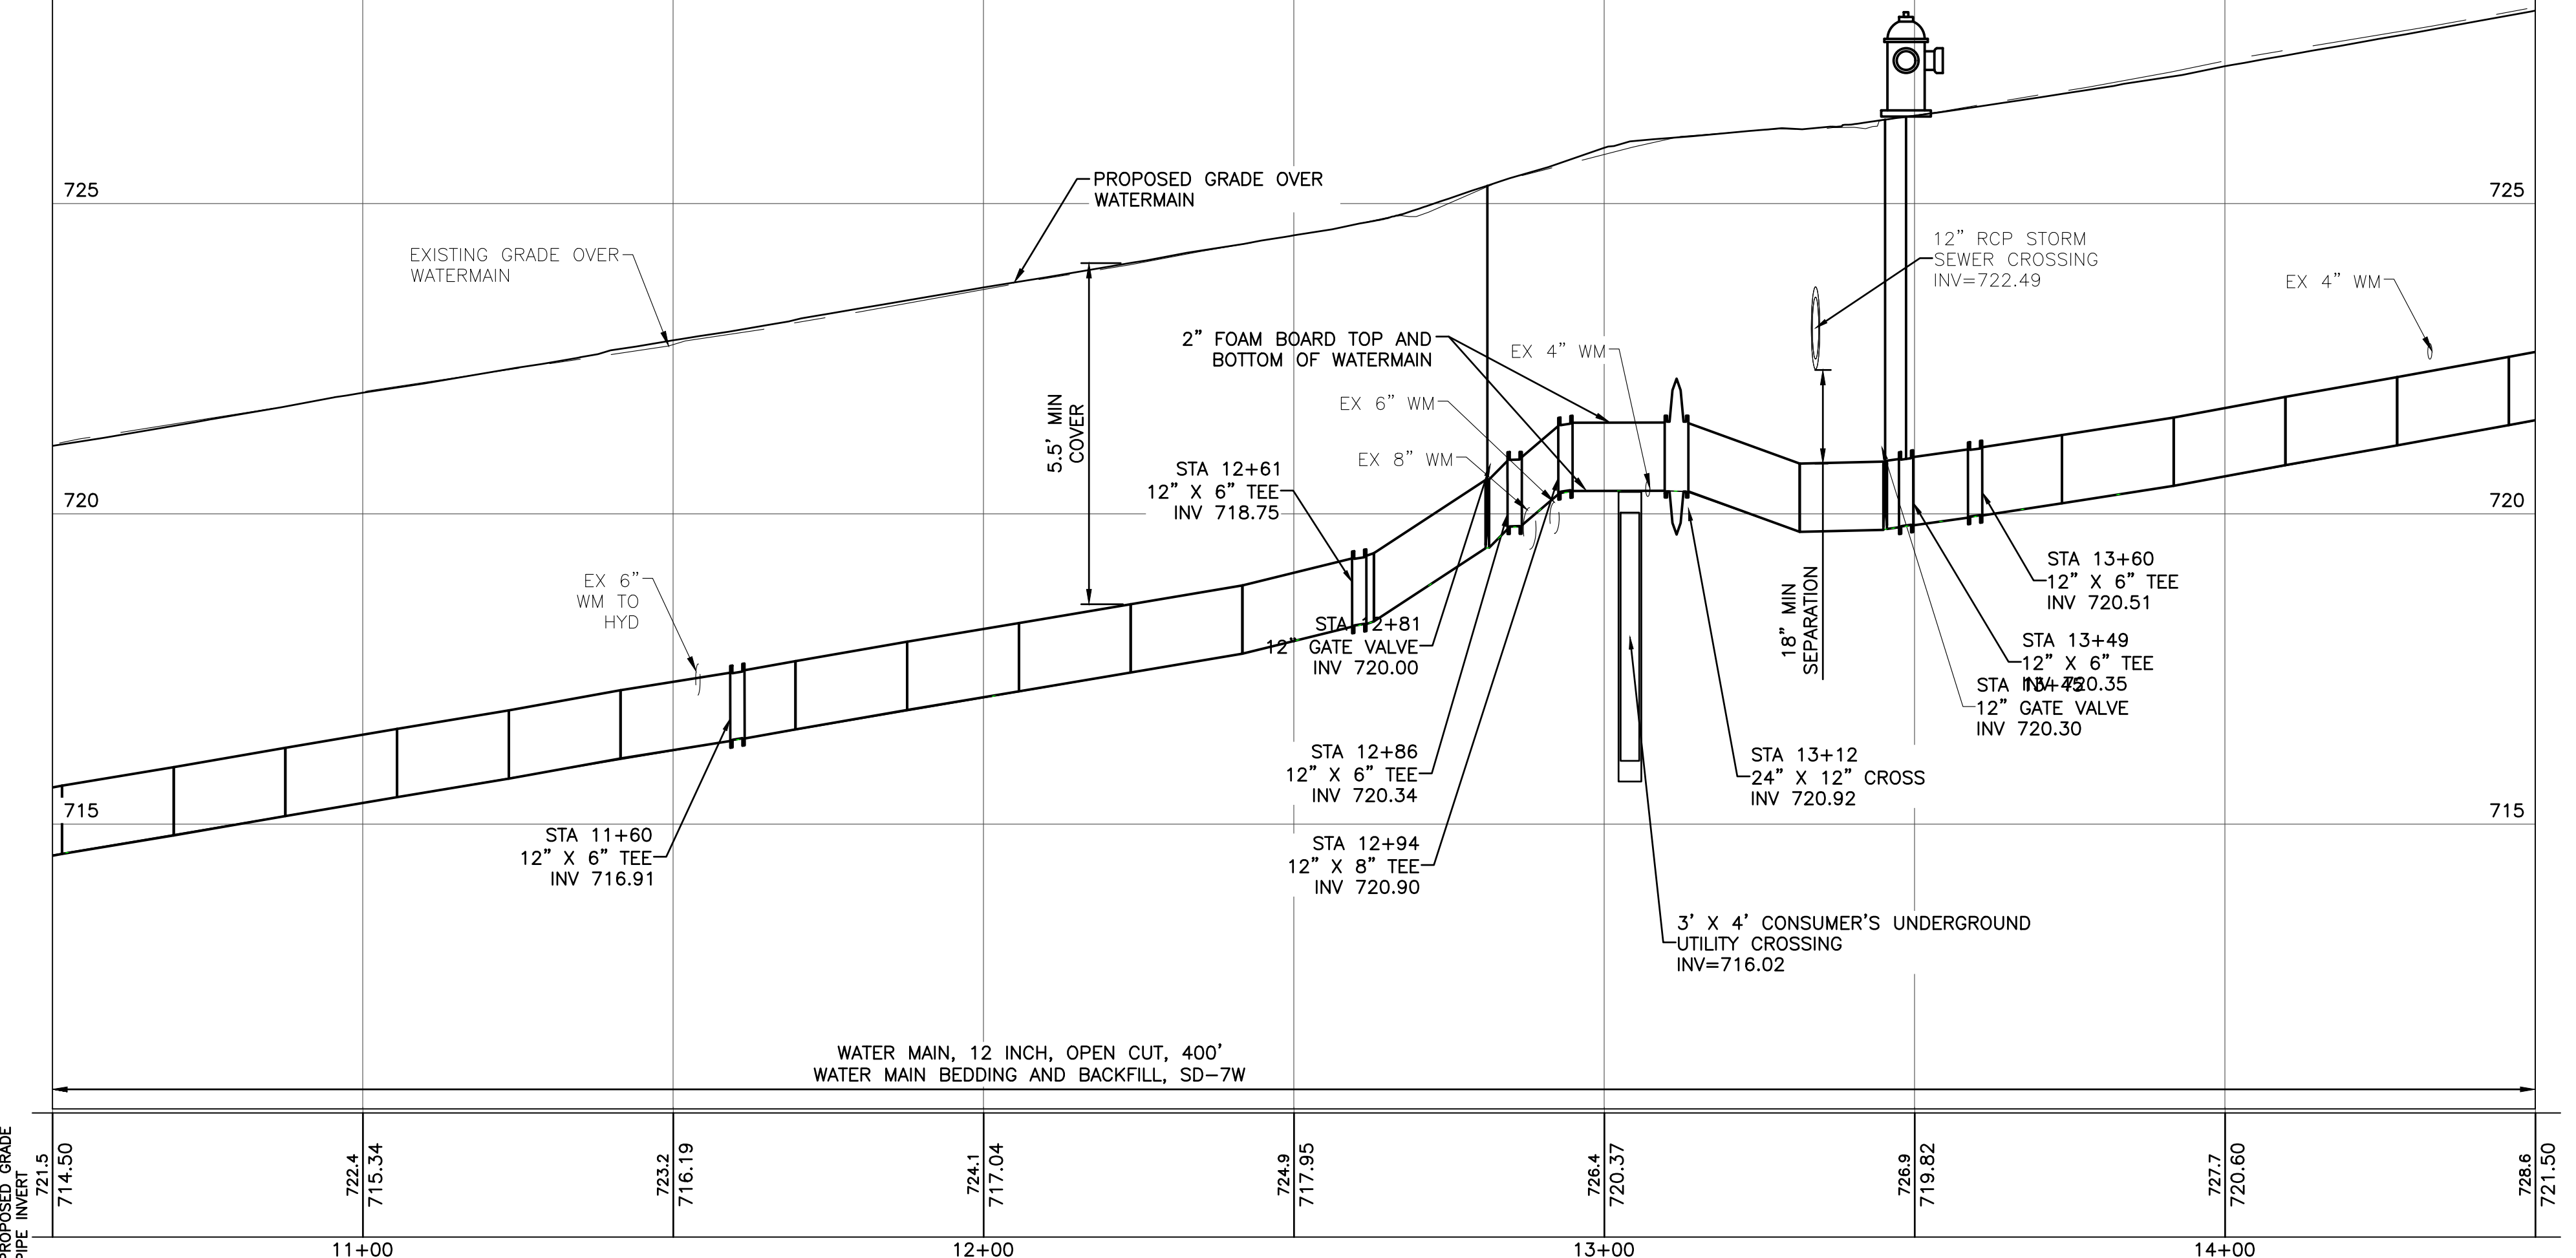 725
725
PROPOSED GRADE OVER
WATERMAIN
EXISTING GRADE OVER
WATERMAIN
12" RCP STORM
SEWER CROSSING
INV=722.49
EX 4" WM
2" FOAM BOARD TOP AND
BOTTOM OF WATERMAIN
EX 4" WM
EX 6" WM
EX 8" WM
5.5' MIN
COVER
STA 12+61
12" X 6" TEE
INV 718.75
720
720
EX 6"
WM TO
HYD
STA 12+81
12" GATE VALVE
INV 720.00
18" MIN
SEPARATION
STA 13+60
12" X 6" TEE
INV 720.51
STA 13+49
12" X 6" TEE
INV 720.35
STA 13+45
12" GATE VALVE
INV 720.30
STA 12+86
12" X 6" TEE
INV 720.34
STA 13+12
24" X 12" CROSS
INV 720.92
715
715
STA 11+60
12" X 6" TEE
INV 716.91
STA 12+94
12" X 8" TEE
INV 720.90
3' X 4' CONSUMER'S UNDERGROUND
UTILITY CROSSING
INV=716.02
WATER MAIN, 12 INCH, OPEN CUT, 400'
WATER MAIN BEDDING AND BACKFILL, SD-7W
PROPOSED GRADE
PIPE INVERT
721.5
714.50
722.4
715.34
723.2
716.19
724.1
717.04
724.9
717.95
726.4
720.37
726.9
719.82
727.7
720.60
728.6
721.50
11+00
12+00
13+00
14+00